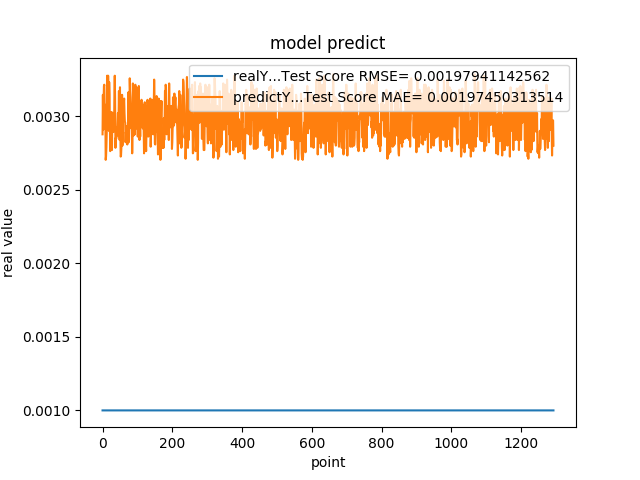 model predict
realY...Test Score RMSE= 0.00197941142562
predictY...Test Score MAE= 0.00197450313514
real value
0.0030
0.0025
0.0020
0.0015
0.0010
0 200 400 600 800 1000 1200
point